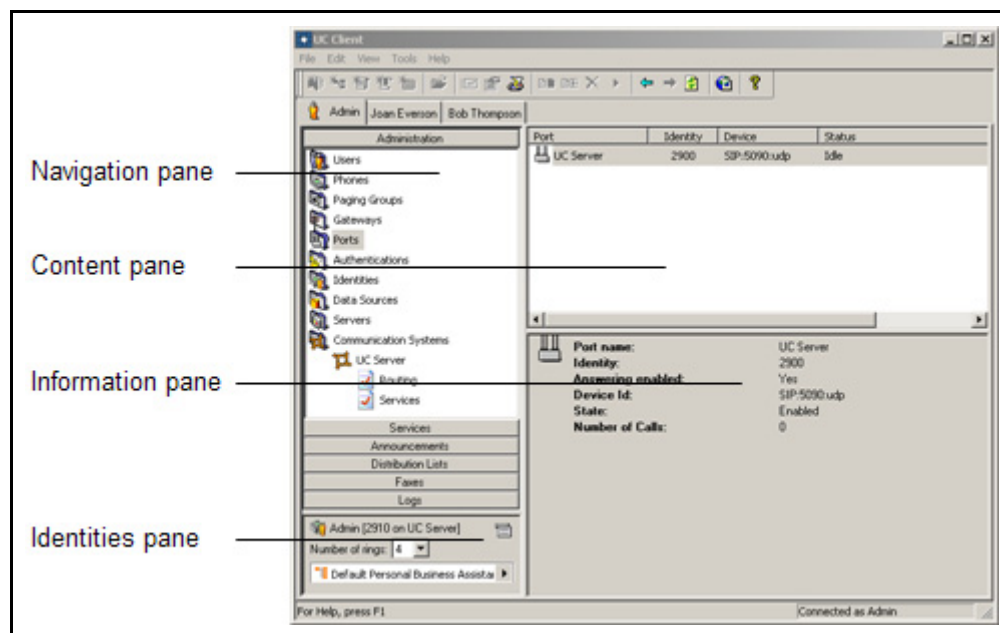 UC Client
File Edit View Tools Help
Admin Joan Everson Bob Thompson
Navigation pane
Content pane
Information pane
Identities pane
Administration
Users
Phones
Paging Groups
Gateways
Ports
Authentications
Identities
Data Sources
Servers
Communication Systems
UC Server
Routing
Services
Services
Announcements
Distribution Lists
Faxes
Logs
Admin [2910 on UC Server]
Number of rings: 4
Default Personal Business Assista
Port Identity Device Status
UC Server 2900 SIP:5090:udp Idle
Port name: UC Server
Identity: 2900
Answering enabled: Yes
Device Id: SIP:5090:udp
State: Enabled
Number of Calls: 0
For Help, press F1 Connected as Admin